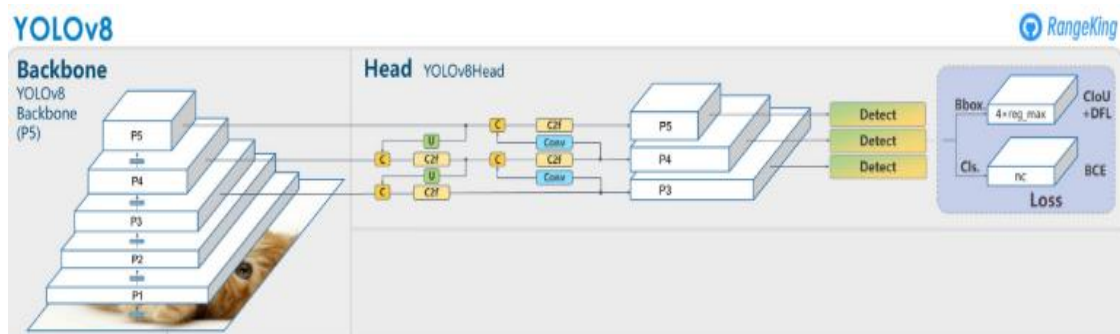 YOLOv8
RangeKing
Backbone
YOLOv8
Backbone
(P5)
P5
P4
P3
P2
P1
Head YOLOv8Head
C C2f
U Conv
C C2f C C2f
U Conv
C C2f
P5
P4
P3
Detect
Detect
Detect
Bbox.
4×reg_max
CIoU
+DFL
Cls.
nc
BCE
Loss